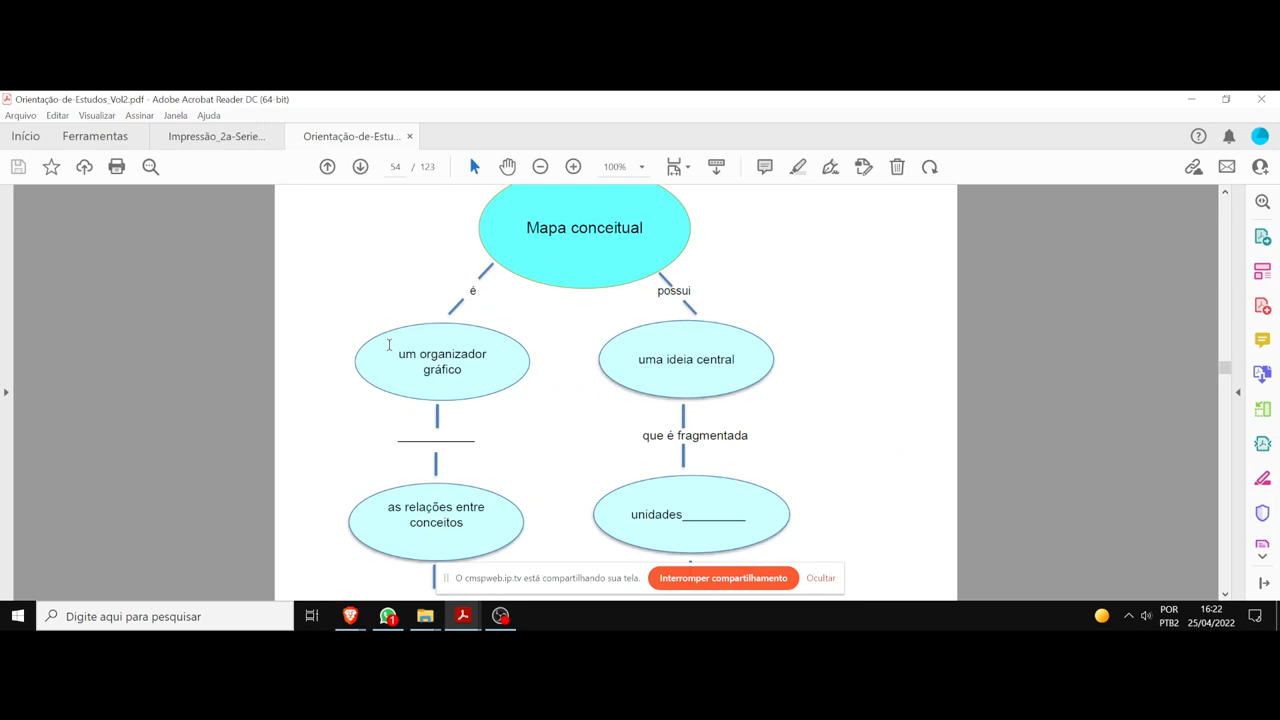 Orientação-de-Estudos_Vol2.pdf - Adobe Acrobat Reader DC (64-bit)
Arquivo Editar Visualizar Assinar Janela Ajuda
Início Ferramentas Impressão_2a-Serie... Orientação-de-Estu... ×
54 / 123 100%
Mapa conceitual
é possui
um organizador
gráfico
uma ideia central
__________ que é fragmentada
as relações entre
conceitos
unidades_________
O cmspweb.ip.tv está compartilhando sua tela. Interromper compartilhamento Ocultar
Digite aqui para pesquisar
1
POR
PTB2
16:22
25/04/2022